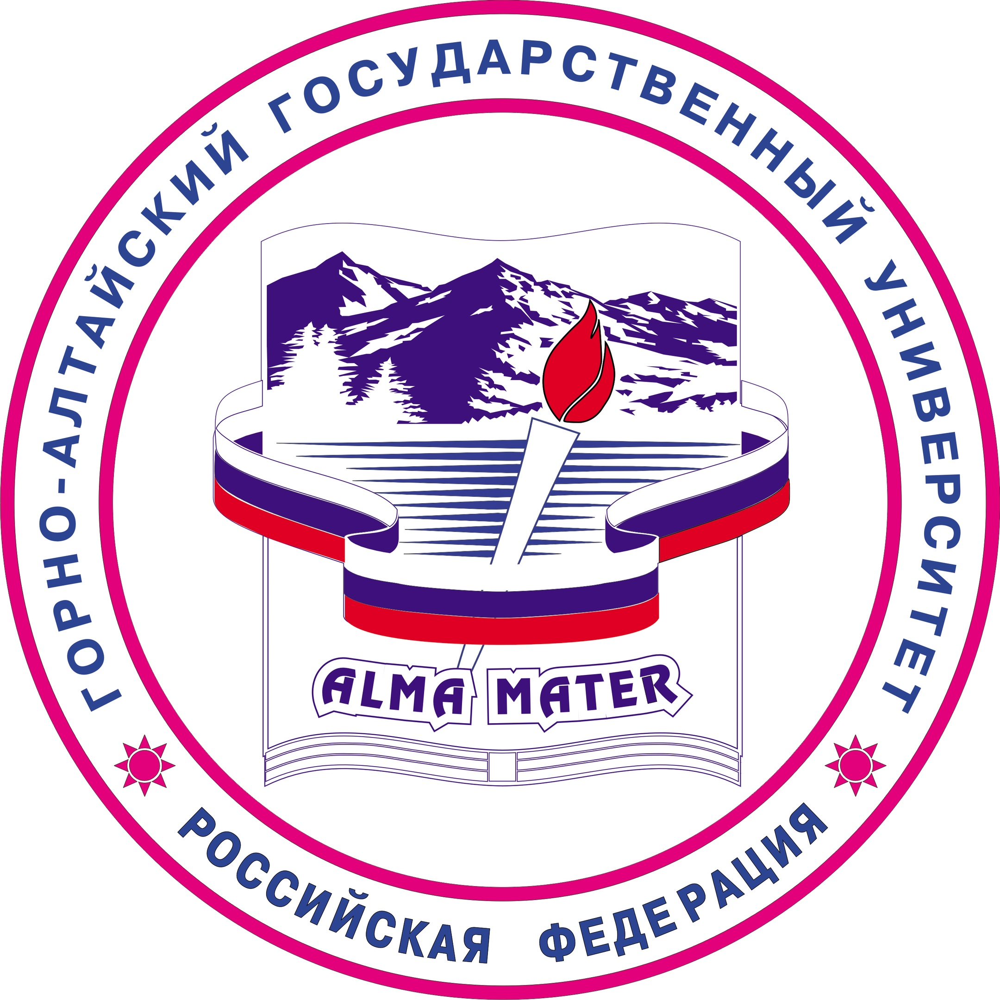 ГОРНО-АЛТАЙСКИЙ ГОСУДАРСТВЕННЫЙ УНИВЕРСИТЕТ
ALMA MATER
РОССИЙСКАЯ ФЕДЕРАЦИЯ